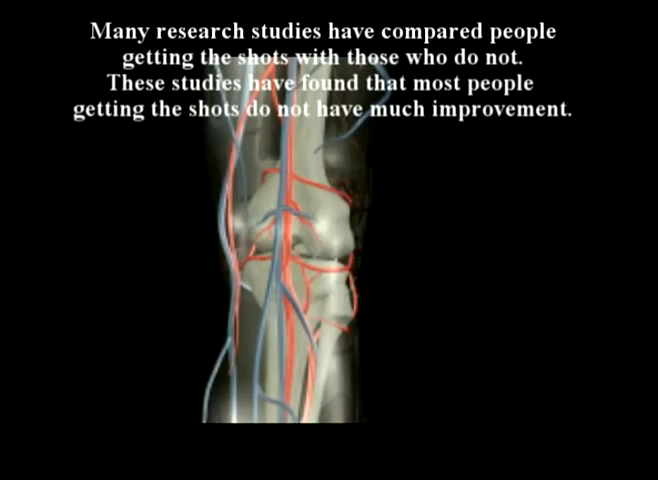 Many research studies have compared people
getting the shots with those who do not.
These studies have found that most people
getting the shots do not have much improvement.